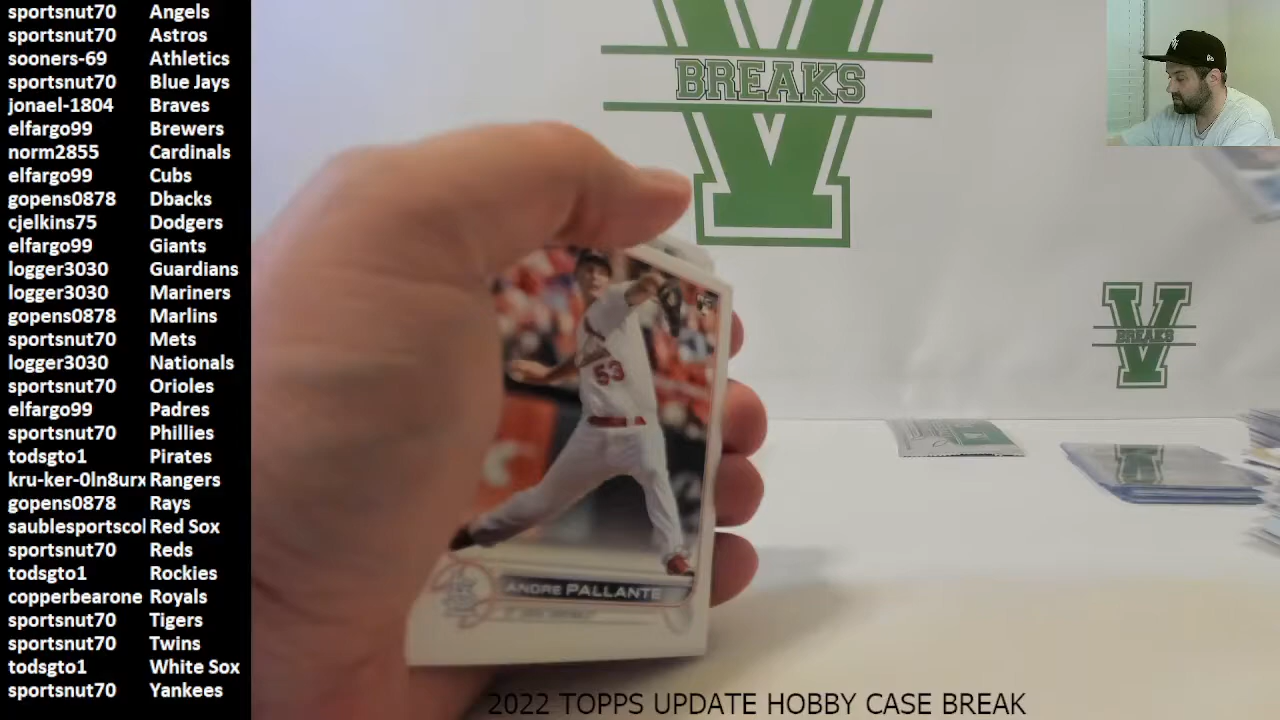 sportsnut70 Angels
sportsnut70 Astros
sooners-69 Athletics
sportsnut70 Blue Jays
jonael-1804 Braves
elfargo99 Brewers
norm2855 Cardinals
elfargo99 Cubs
gopens0878 Dbacks
cjelkins75 Dodgers
elfargo99 Giants
logger3030 Guardians
logger3030 Mariners
gopens0878 Marlins
sportsnut70 Mets
logger3030 Nationals
sportsnut70 Orioles
elfargo99 Padres
sportsnut70 Phillies
todsgto1 Pirates
kru-ker-0ln8urx Rangers
gopens0878 Rays
saublesportscol Red Sox
sportsnut70 Reds
todsgto1 Rockies
copperbearone Royals
sportsnut70 Tigers
sportsnut70 Twins
todsgto1 White Sox
sportsnut70 Yankees
V
BREAKS
V
BREAKS
53
ANDRE PALLANTE
2022 TOPPS UPDATE HOBBY CASE BREAK